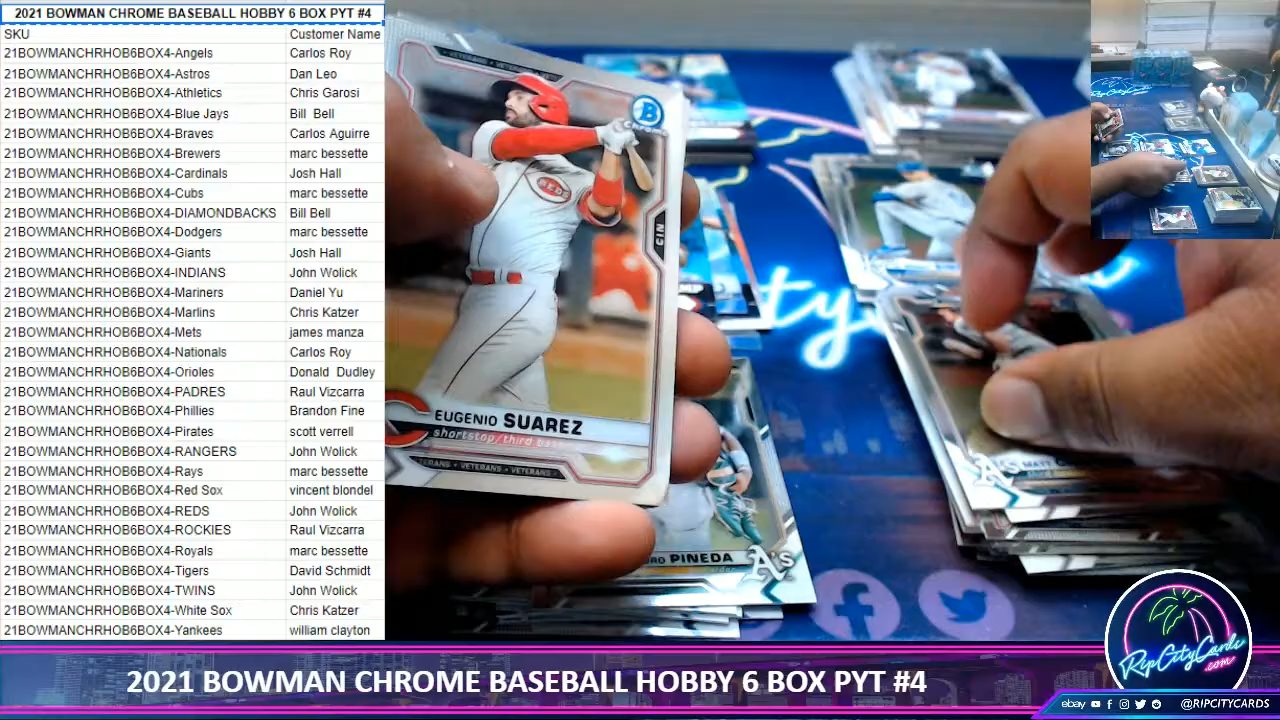 2021 BOWMAN CHROME BASEBALL HOBBY 6 BOX PYT #4
SKU Customer Name
21BOWMANCHRHOB6BOX4-Angels Carlos Roy
21BOWMANCHRHOB6BOX4-Astros Dan Leo
21BOWMANCHRHOB6BOX4-Athletics Chris Garosi
21BOWMANCHRHOB6BOX4-Blue Jays Bill Bell
21BOWMANCHRHOB6BOX4-Braves Carlos Aguirre
21BOWMANCHRHOB6BOX4-Brewers marc bessette
21BOWMANCHRHOB6BOX4-Cardinals Josh Hall
21BOWMANCHRHOB6BOX4-Cubs marc bessette
21BOWMANCHRHOB6BOX4-DIAMONDBACKS Bill Bell
21BOWMANCHRHOB6BOX4-Dodgers marc bessette
21BOWMANCHRHOB6BOX4-Giants Josh Hall
21BOWMANCHRHOB6BOX4-INDIANS John Wolick
21BOWMANCHRHOB6BOX4-Mariners Daniel Yu
21BOWMANCHRHOB6BOX4-Marlins Chris Katzer
21BOWMANCHRHOB6BOX4-Mets james manza
21BOWMANCHRHOB6BOX4-Nationals Carlos Roy
21BOWMANCHRHOB6BOX4-Orioles Donald Dudley
21BOWMANCHRHOB6BOX4-PADRES Raul Vizcarra
21BOWMANCHRHOB6BOX4-Phillies Brandon Fine
21BOWMANCHRHOB6BOX4-Pirates scott verrell
21BOWMANCHRHOB6BOX4-RANGERS John Wolick
21BOWMANCHRHOB6BOX4-Rays marc bessette
21BOWMANCHRHOB6BOX4-Red Sox vincent blondel
21BOWMANCHRHOB6BOX4-REDS John Wolick
21BOWMANCHRHOB6BOX4-ROCKIES Raul Vizcarra
21BOWMANCHRHOB6BOX4-Royals marc bessette
21BOWMANCHRHOB6BOX4-Tigers David Schmidt
21BOWMANCHRHOB6BOX4-TWINS John Wolick
21BOWMANCHRHOB6BOX4-White Sox Chris Katzer
21BOWMANCHRHOB6BOX4-Yankees william clayton
B
CHROME
REDS
CIN
EUGENIO SUAREZ
shortstop/third base
VETERANS • VETERANS
PINEDA
A's
A's
ty
RipCityCards
.com
2021 BOWMAN CHROME BASEBALL HOBBY 6 BOX PYT #4
ebay @RIPCITYCARDS